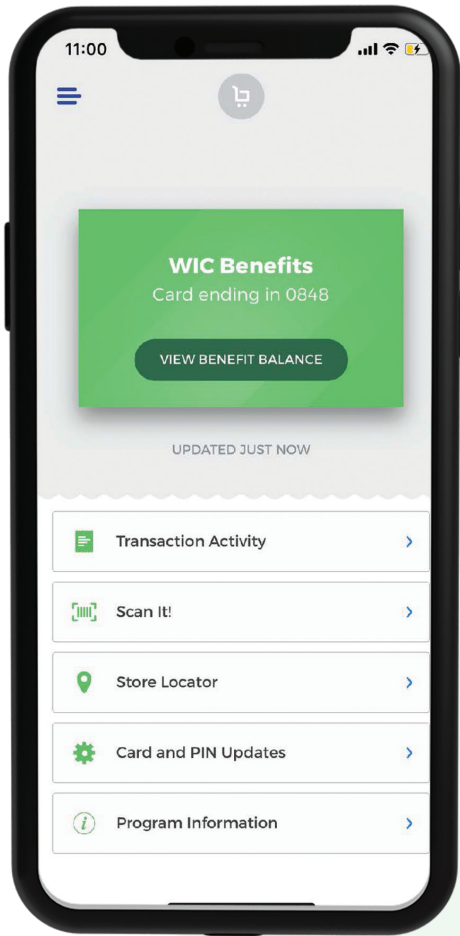 11:00
WIC Benefits
Card ending in 0848
VIEW BENEFIT BALANCE
UPDATED JUST NOW
Transaction Activity
Scan It!
Store Locator
Card and PIN Updates
Program Information